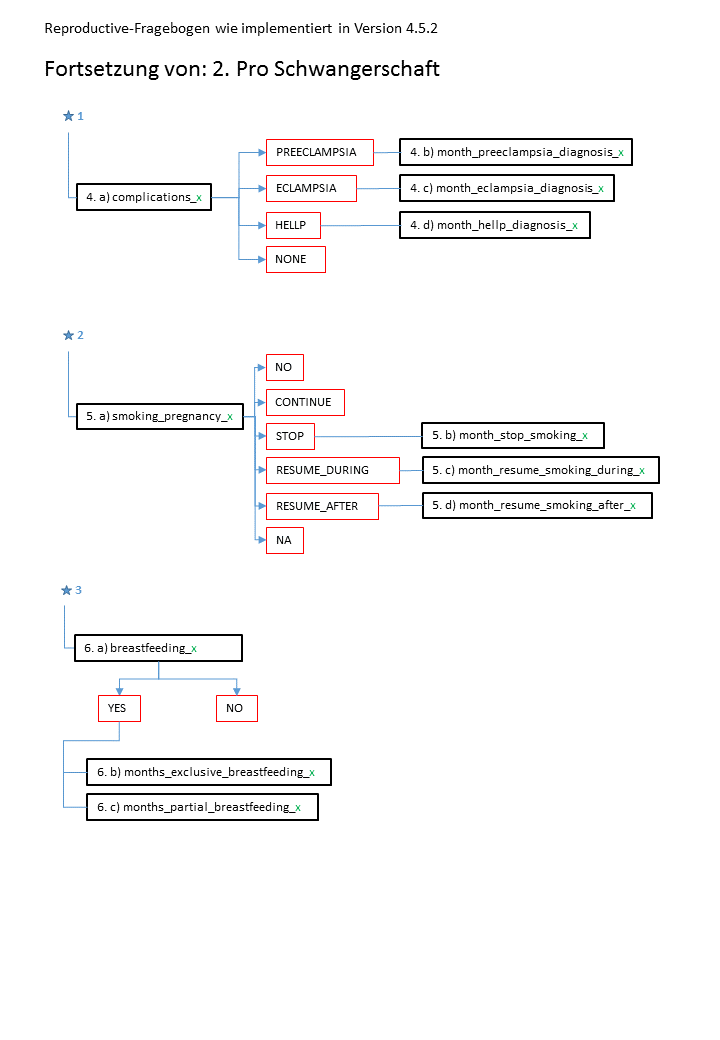 Reproductive-Fragebogen wie implementiert in Version 4.5.2
Fortsetzung von: 2. Pro Schwangerschaft
1
4. a) complications_x
PREECLAMPSIA
4. b) month_preeclampsia_diagnosis_x
ECLAMPSIA
4. c) month_eclampsia_diagnosis_x
HELLP
4. d) month_hellp_diagnosis_x
NONE
2
5. a) smoking_pregnancy_x
NO
CONTINUE
STOP
5. b) month_stop_smoking_x
RESUME_DURING
5. c) month_resume_smoking_during_x
RESUME_AFTER
5. d) month_resume_smoking_after_x
NA
3
6. a) breastfeeding_x
YES
NO
6. b) months_exclusive_breastfeeding_x
6. c) months_partial_breastfeeding_x